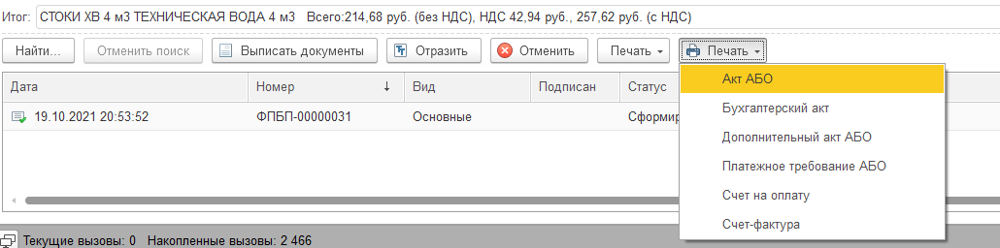 Итог: СТОКИ ХВ 4 м3 ТЕХНИЧЕСКАЯ ВОДА 4 м3 Всего:214,68 руб. (без НДС), НДС 42,94 руб., 257,62 руб. (с НДС)
Найти... Отменить поиск Выписать документы Отразить Отменить Печать Печать
Дата Номер ↓ Вид Подписан Статус
19.10.2021 20:53:52 ФПБП-00000031 Основные Сформир
Акт АБО
Бухгалтерский акт
Дополнительный акт АБО
Платежное требование АБО
Счет на оплату
Счет-фактура
Текущие вызовы: 0 Накопленные вызовы: 2 466